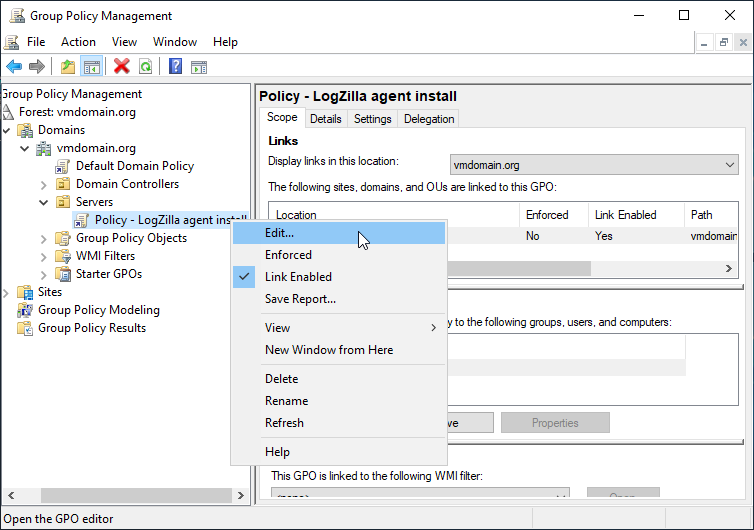 Group Policy Management
File Action View Window Help
Group Policy Management
Forest: vmdomain.org
Domains
vmdomain.org
Default Domain Policy
Domain Controllers
Servers
Policy - LogZilla agent install
Group Policy Objects
WMI Filters
Starter GPOs
Sites
Group Policy Modeling
Group Policy Results
Policy - LogZilla agent install
Scope Details Settings Delegation
Links
Display links in this location: vmdomain.org
The following sites, domains, and OUs are linked to this GPO:
Location Enforced Link Enabled Path
No Yes vmdomain
y to the following groups, users, and computers:
ve Properties
This GPO is linked to the following WMI filter:
<none> Open
Edit...
Enforced
Link Enabled
Save Report...
View
New Window from Here
Delete
Rename
Refresh
Help
Open the GPO editor